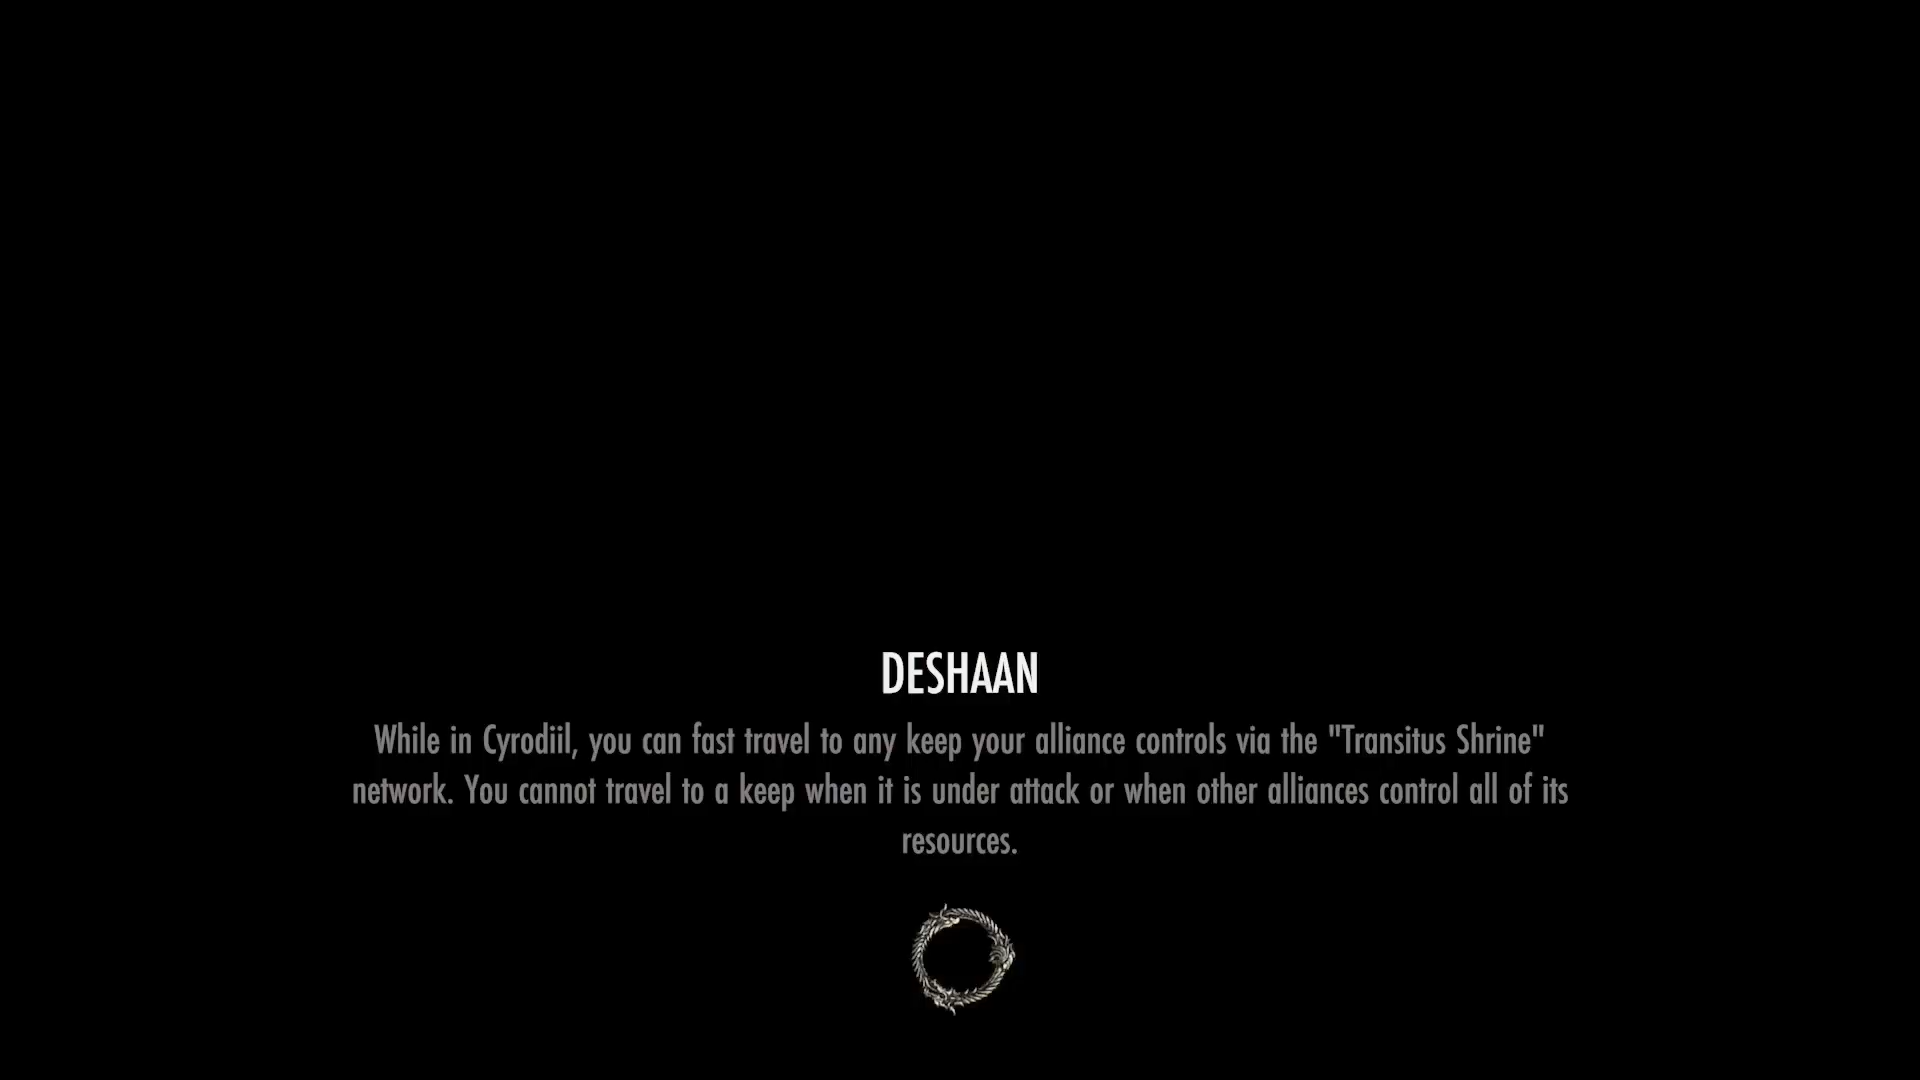 DESHAAN
While in Cyrodiil, you can fast travel to any keep your alliance controls via the "Transitus Shrine"
network. You cannot travel to a keep when it is under attack or when other alliances control all of its
resources.